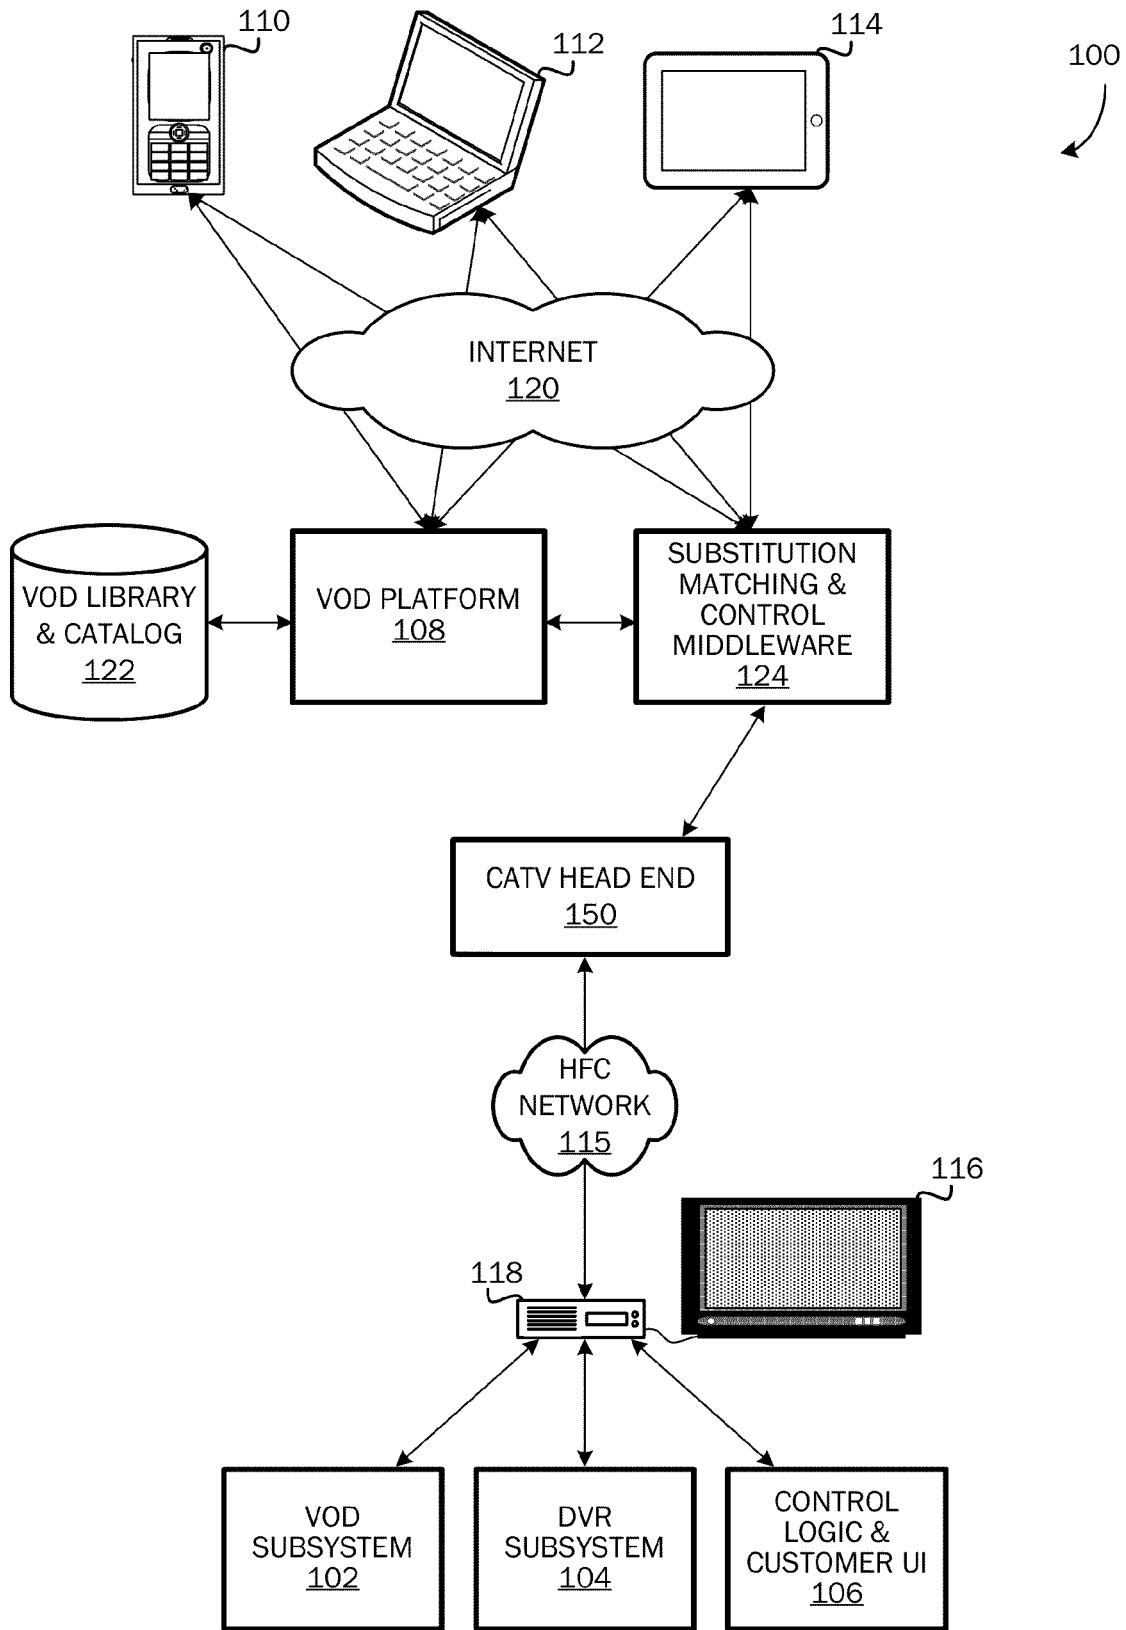 110
112
114
100
INTERNET
120
VOD LIBRARY
& CATALOG
122
VOD PLATFORM
108
SUBSTITUTION
MATCHING &
CONTROL
MIDDLEWARE
124
CATV HEAD END
150
HFC
NETWORK
115
116
118
VOD
SUBSYSTEM
102
DVR
SUBSYSTEM
104
CONTROL
LOGIC &
CUSTOMER UI
106